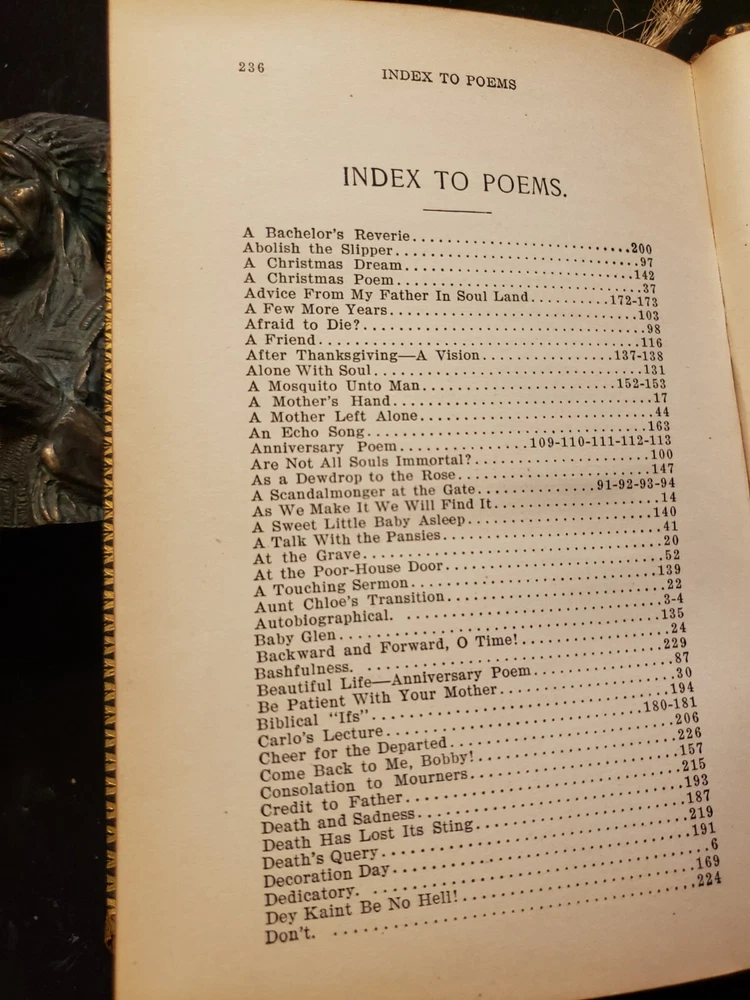 236 INDEX TO POEMS
INDEX TO POEMS.
A Bachelor's Reverie..........................200
Abolish the Slipper............................97
A Christmas Dream..........................142
A Christmas Poem............................37
Advice From My Father In Soul Land..........172-173
A Few More Years............................103
Afraid to Die?................................98
A Friend....................................116
After Thanksgiving—A Vision...............137-138
Alone With Soul..............................131
A Mosquito Unto Man......................152-153
A Mother's Hand..............................17
A Mother Left Alone...........................44
An Echo Song................................163
Anniversary Poem...............109-110-111-112-113
Are Not All Souls Immortal?....................100
As a Dewdrop to the Rose......................147
A Scandalmonger at the Gate.............91-92-93-94
As We Make It We Will Find It...................14
A Sweet Little Baby Asleep.....................140
A Talk With the Pansies.........................41
At the Grave..................................20
At the Poor-House Door........................52
A Touching Sermon...........................139
Aunt Chloe's Transition........................22
Autobiographical. ............................3-4
Baby Glen...................................135
Backward and Forward, O Time!.................24
Bashfulness. ................................229
Beautiful Life—Anniversary Poem................87
Be Patient With Your Mother....................30
Biblical "Ifs"................................194
Carlo's Lecture...........................180-181
Cheer for the Departed.......................206
Come Back to Me, Bobby!......................226
Consolation to Mourners......................157
Credit to Father..............................215
Death and Sadness...........................193
Death Has Lost Its Sting......................187
Death's Query...............................219
Decoration Day..............................191
Dedicatory. ...................................6
Dey Kaint Be No Hell!........................169
Don't. .....................................224